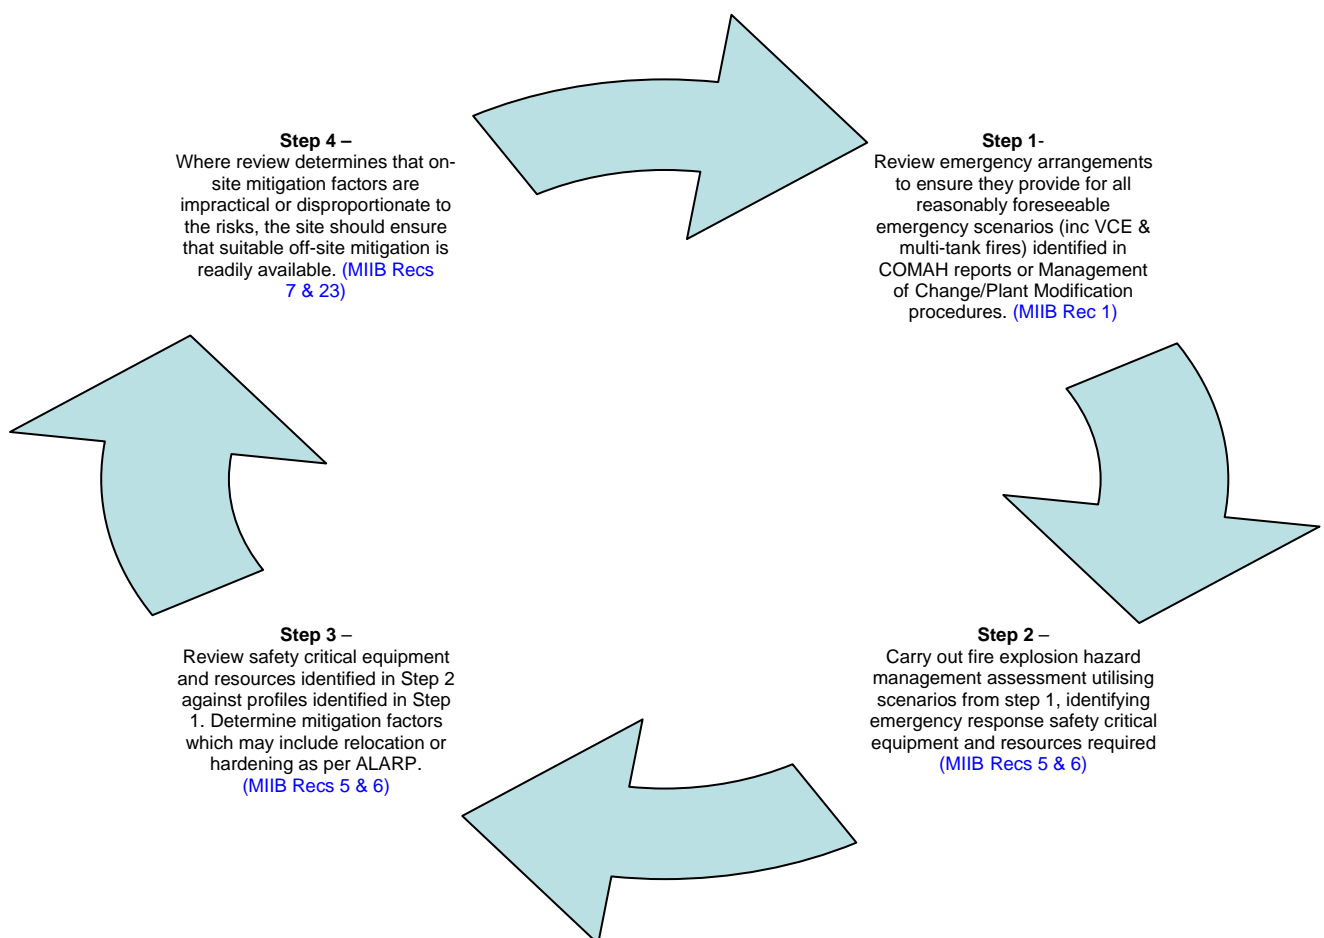 Step 4 –
Where review determines that on-
site mitigation factors are
impractical or disproportionate to
the risks, the site should ensure
that suitable off-site mitigation is
readily available. (MIIB Recs
7 & 23)
Step 1-
Review emergency arrangements
to ensure they provide for all
reasonably foreseeable
emergency scenarios (inc VCE &
multi-tank fires) identified in
COMAH reports or Management
of Change/Plant Modification
procedures. (MIIB Rec 1)
Step 3 –
Review safety critical equipment
and resources identified in Step 2
against profiles identified in Step
1. Determine mitigation factors
which may include relocation or
hardening as per ALARP.
(MIIB Recs 5 & 6)
Step 2 –
Carry out fire explosion hazard
management assessment utilising
scenarios from step 1, identifying
emergency response safety critical
equipment and resources required
(MIIB Recs 5 & 6)